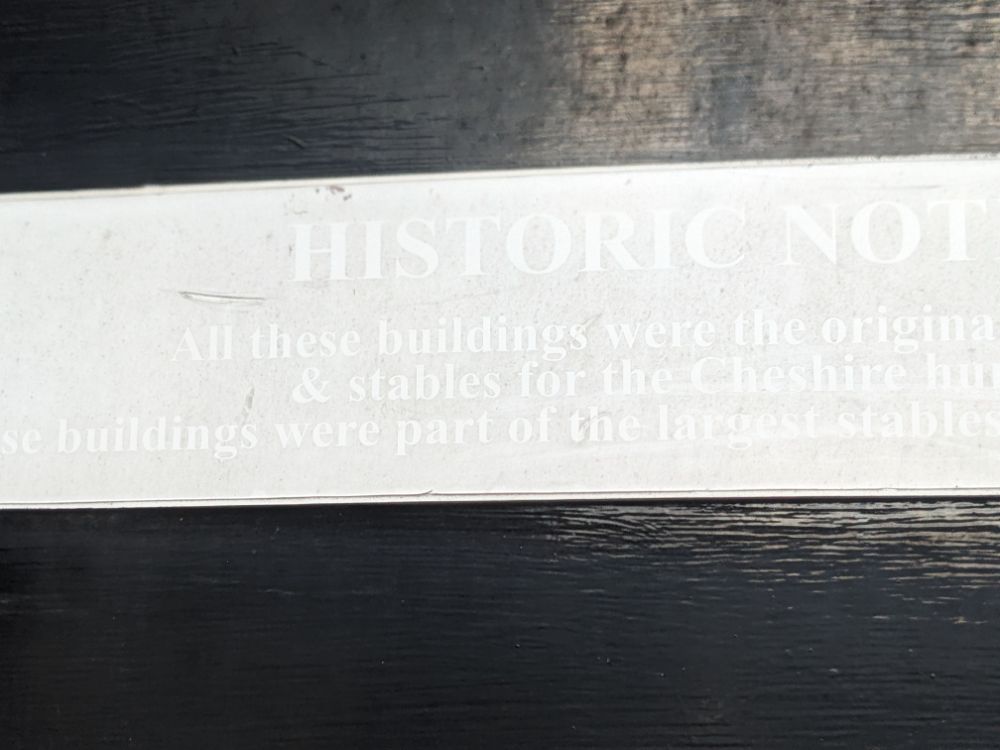 HISTORIC NOT
All these buildings were the origina
& stables for the Cheshire hun
se buildings were part of the largest stables